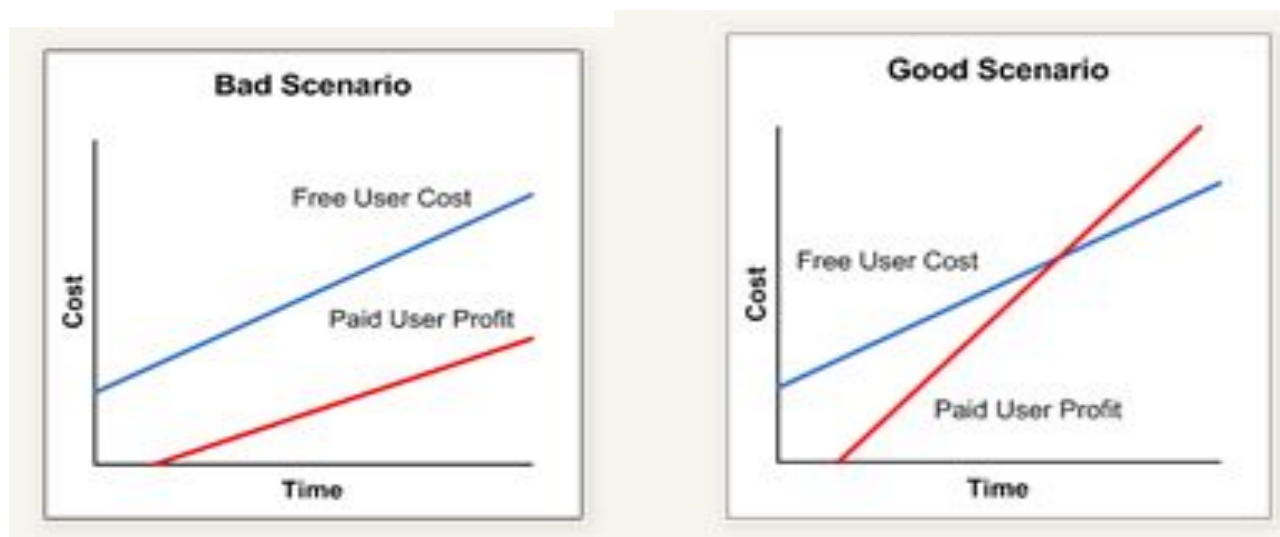 Bad Scenario
Free User Cost
Paid User Profit
Cost
Time
Good Scenario
Free User Cost
Paid User Profit
Cost
Time